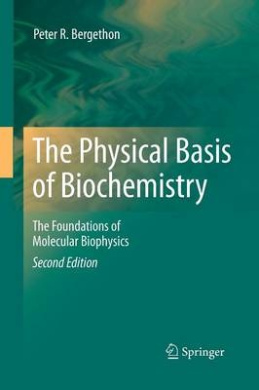 Peter R. Bergethon
The Physical Basis
of Biochemistry
The Foundations of
Molecular Biophysics
Second Edition
Springer